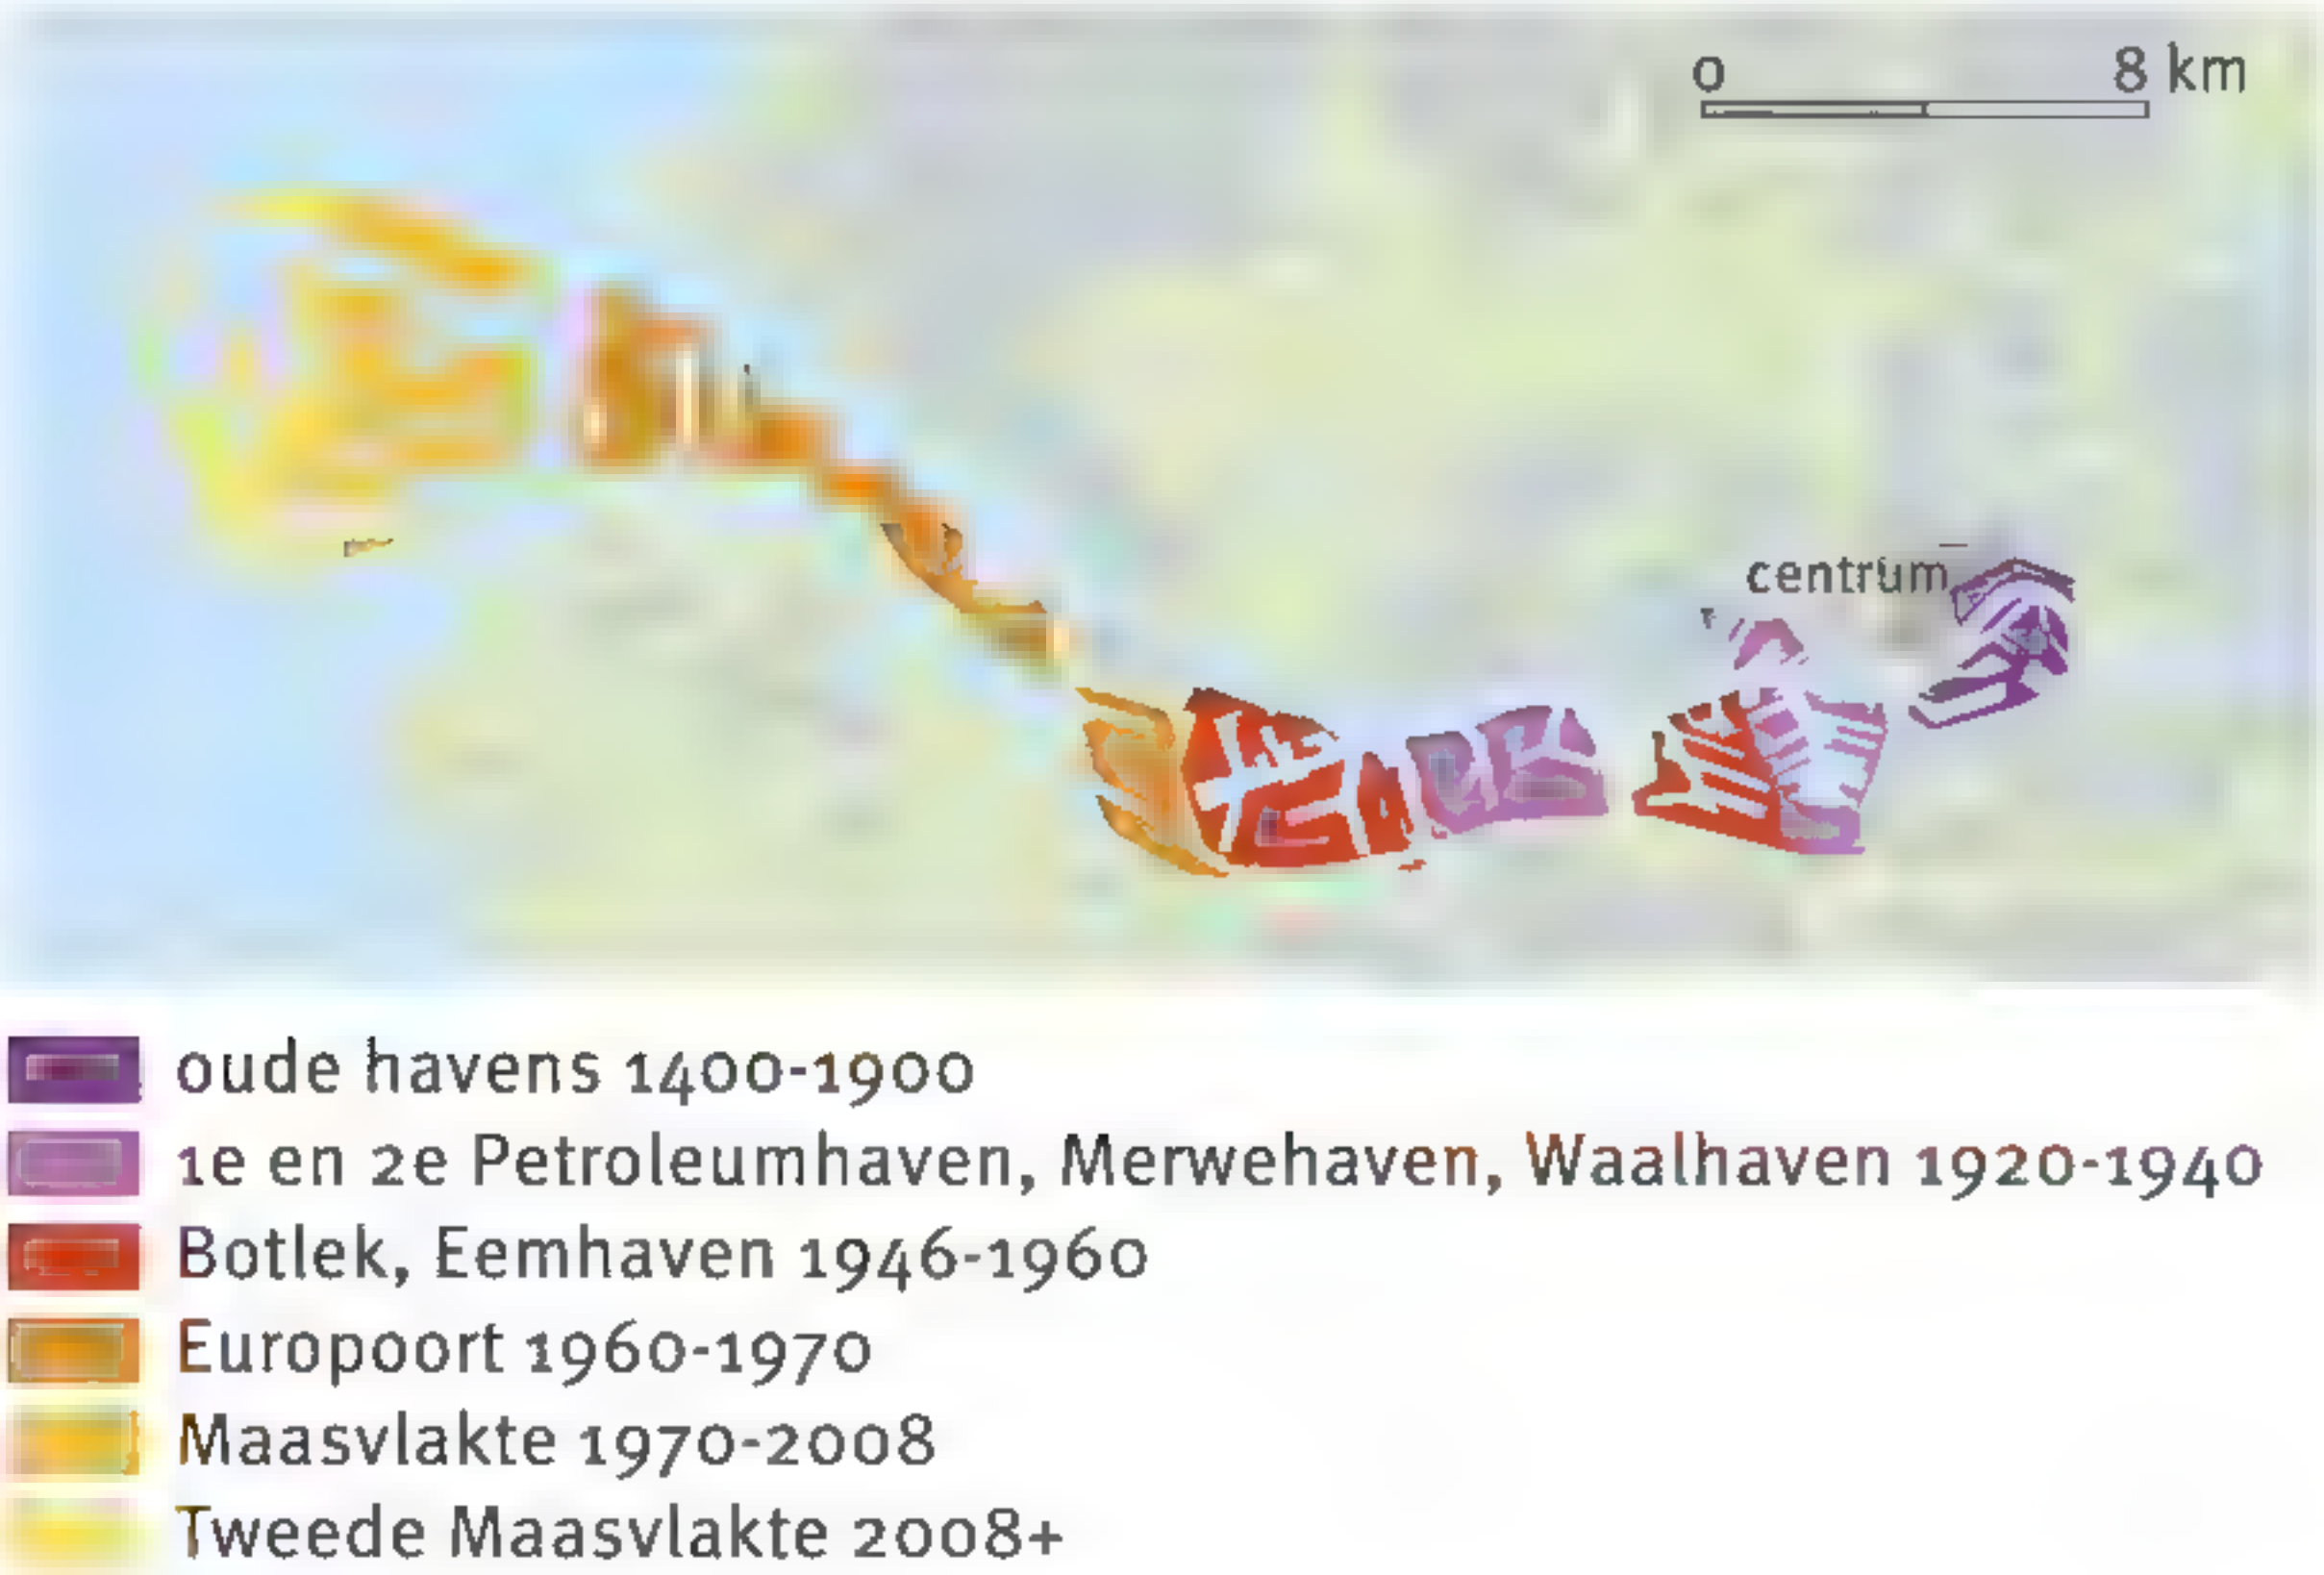 0 8 km
centrum
oude havens 1400-1900
1e en 2e Petroleumhaven, Merwehaven, Waalhaven 1920-1940
Botlek, Eemhaven 1946-1960
Europoort 1960-1970
Maasvlakte 1970-2008
Tweede Maasvlakte 2008+